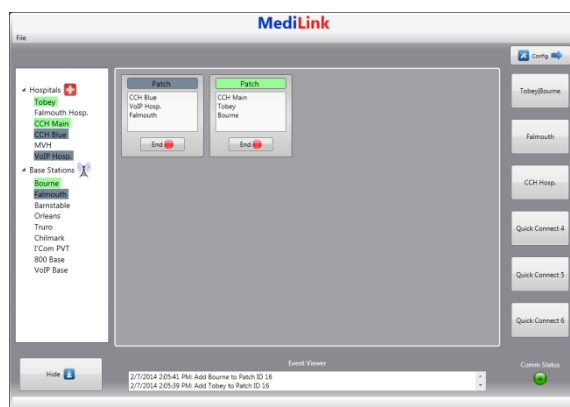 MediLink
File
Config
Hospitals
Tobey
Falmouth Hosp.
CCH Main
CCH Blue
MVH
VoIP Hosp.
Base Stations
Bourne
Falmouth
Barnstable
Orleans
Truro
Chilmark
I'Com PVT
800 Base
VoIP Base
Patch
CCH Blue
VoIP Hosp.
Falmouth
End
Patch
CCH Main
Tobey
Bourne
End
Tobey|Bourne
Falmouth
CCH Hosp.
Quick Connect 4
Quick Connect 5
Quick Connect 6
Hide
Event Viewer
2/7/2014 2:05:41 PM: Add Bourne to Patch ID 16
2/7/2014 2:05:39 PM: Add Tobey to Patch ID 16
Comm Status